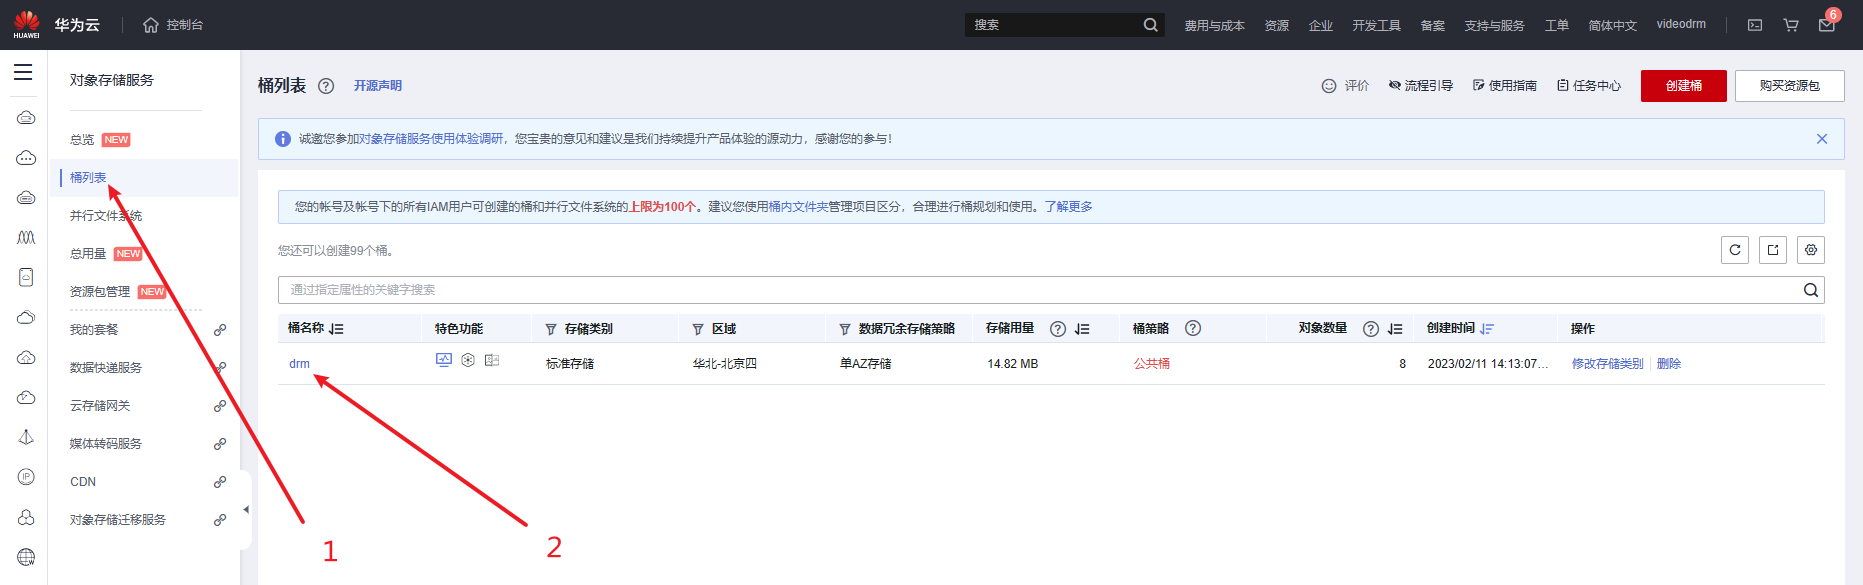 HUAWEI
华为云
控制台
搜索
费用与成本
资源
企业
开发工具
备案
支持与服务
工单
简体中文
videodrm
6
对象存储服务
总览 NEW
桶列表
并行文件系统
总用量 NEW
资源包管理 NEW
我的套餐
数据快递服务
云存储网关
媒体转码服务
CDN
对象存储迁移服务
IP
W
桶列表 ? 开源声明
评价
流程引导
使用指南
任务中心
创建桶
购买资源包
诚邀您参加对象存储服务使用体验调研，您宝贵的意见和建议是我们持续提升产品体验的源动力，感谢您的参与！
您的帐号及帐号下的所有IAM用户可创建的桶和并行文件系统的上限为100个。建议您使用桶内文件夹管理项目区分，合理进行桶规划和使用。了解更多
您还可以创建99个桶。
通过指定属性的关键字搜索
桶名称 特色功能 存储类别 区域 数据冗余存储策略 存储用量 ? 桶策略 ? 对象数量 ? 创建时间 操作
drm 标准存储 华北-北京四 单AZ存储 14.82 MB 公共桶 8 2023/02/11 14:13:07... 修改存储类别 删除
1
2